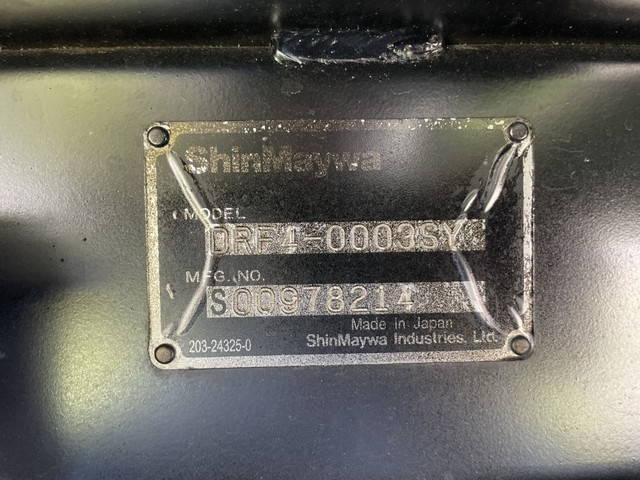 ShinMaywa
MODEL
DRF4-0003SY
MFG. NO.
S00978214
Made in Japan
203-24325-0
ShinMaywa Industries, Ltd.